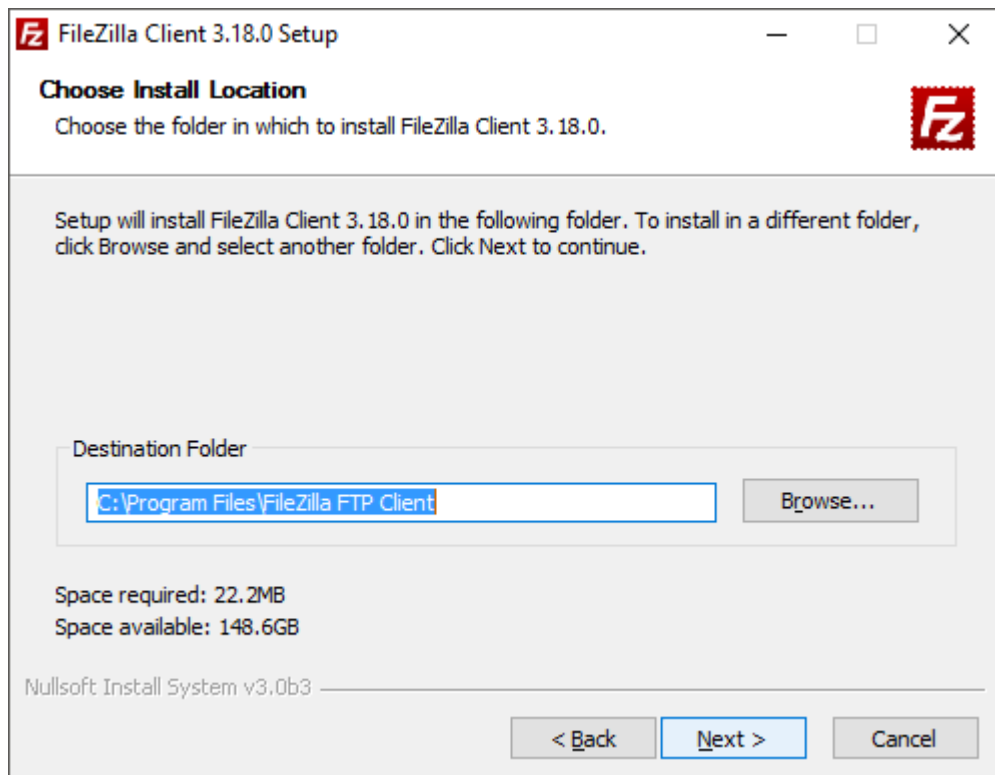 FileZilla Client 3.18.0 Setup
Choose Install Location
Choose the folder in which to install FileZilla Client 3.18.0.
Fz
Setup will install FileZilla Client 3.18.0 in the following folder. To install in a different folder,
click Browse and select another folder. Click Next to continue.
Destination Folder
C:\Program Files\FileZilla FTP Client
Browse...
Space required: 22.2MB
Space available: 148.6GB
Nullsoft Install System v3.0b3
< Back
Next >
Cancel